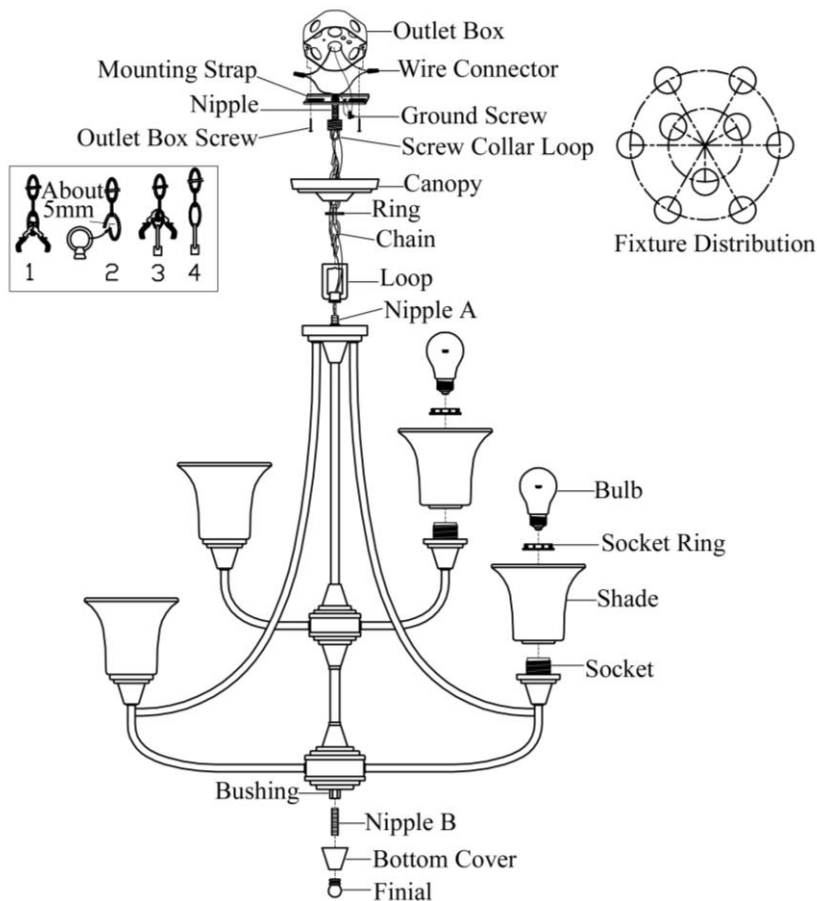 Outlet Box
Mounting Strap
Wire Connector
Nipple
Ground Screw
Outlet Box Screw
Screw Collar Loop
Canopy
Ring
Chain
About
5mm
1
2
3
4
Fixture Distribution
Loop
Nipple A
Bulb
Socket Ring
Shade
Socket
Bushing
Nipple B
Bottom Cover
Finial